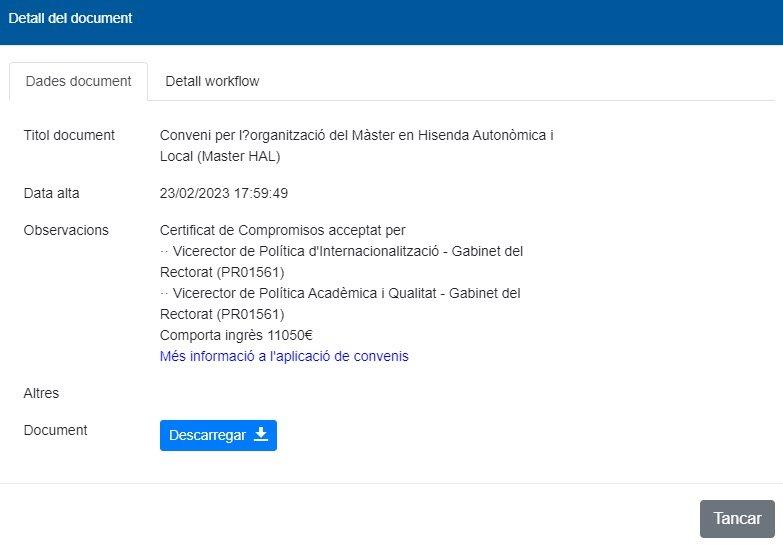 Detall del document
Dades document
Detall workflow
Titol document
Conveni per l?organització del Màster en Hisenda Autonòmica i
Local (Master HAL)
Data alta
23/02/2023 17:59:49
Observacions
Certificat de Compromisos acceptat per
·· Vicerector de Política d'Internacionalització - Gabinet del
Rectorat (PR01561)
·· Vicerector de Política Acadèmica i Qualitat - Gabinet del
Rectorat (PR01561)
Comporta ingrès 11050€
Més informació a l'aplicació de convenis
Altres
Document
Descarregar
Tancar